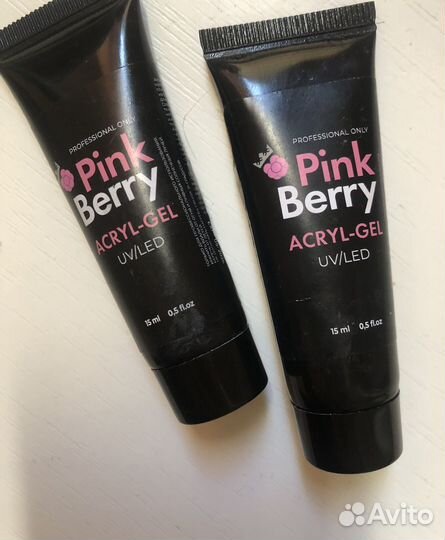 PROFESSIONAL ONLY
Pink
Berry
ACRYL-GEL
UV/LED
15 ml 0,5 fl.oz
PROFESSIONAL ONLY
Pink
Berry
ACRYL-GEL
UV/LED
15 ml 0,5 fl.oz
Avito